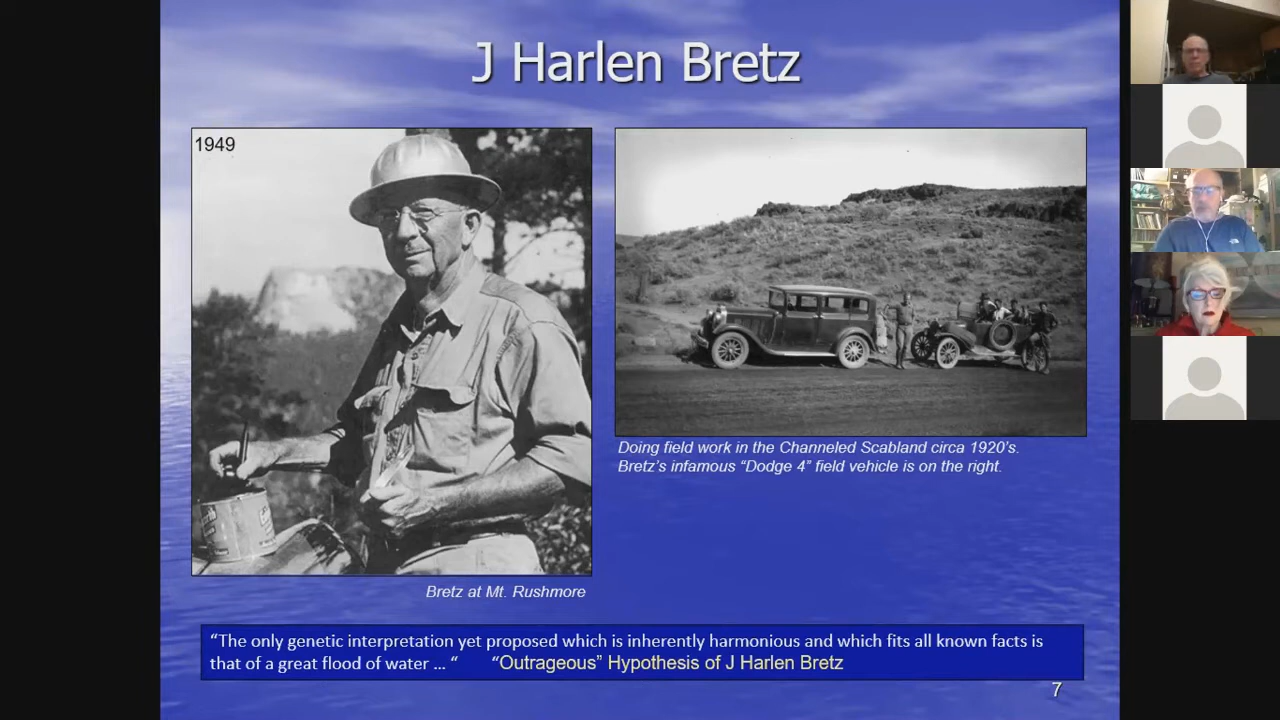 J Harlen Bretz
1949
Doing field work in the Channeled Scabland circa 1920's.
Bretz's infamous “Dodge 4” field vehicle is on the right.
Bretz at Mt. Rushmore
“The only genetic interpretation yet proposed which is inherently harmonious and which fits all known facts is
that of a great flood of water ... “ “Outrageous” Hypothesis of J Harlen Bretz
7